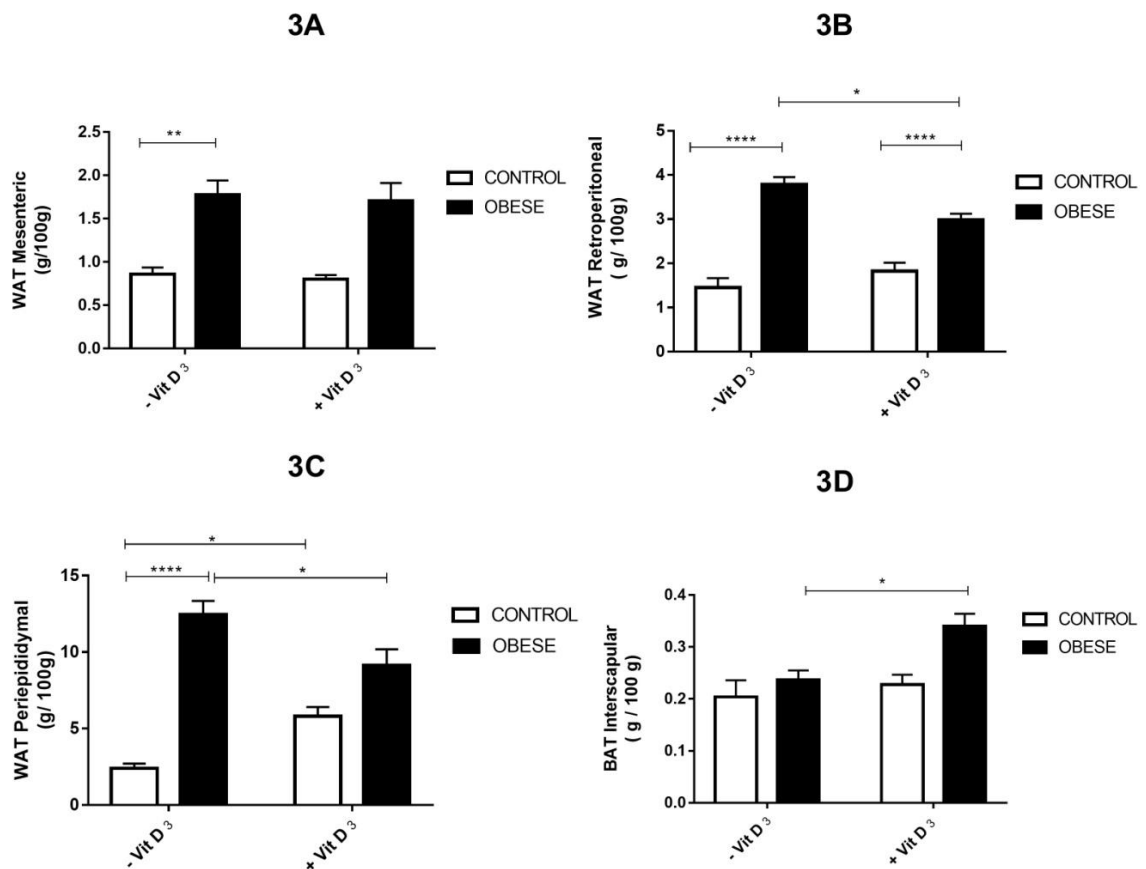 3A
WAT Mesenteric
(g/100g)
2.5
2.0
1.5
1.0
0.5
0.0
**
- Vit D 3
+ Vit D 3
CONTROL
OBESE
3B
WAT Retroperitoneal
( g/ 100g)
5
4
3
2
1
0
*
****
****
- Vit D 3
+ Vit D 3
CONTROL
OBESE
3C
WAT Periepididymal
(g/ 100g)
15
10
5
0
*
****
*
- Vit D 3
+ Vit D 3
CONTROL
OBESE
3D
BAT Interscapular
( g / 100 g)
0.4
0.3
0.2
0.1
0.0
*
- Vit D 3
+ Vit D 3
CONTROL
OBESE